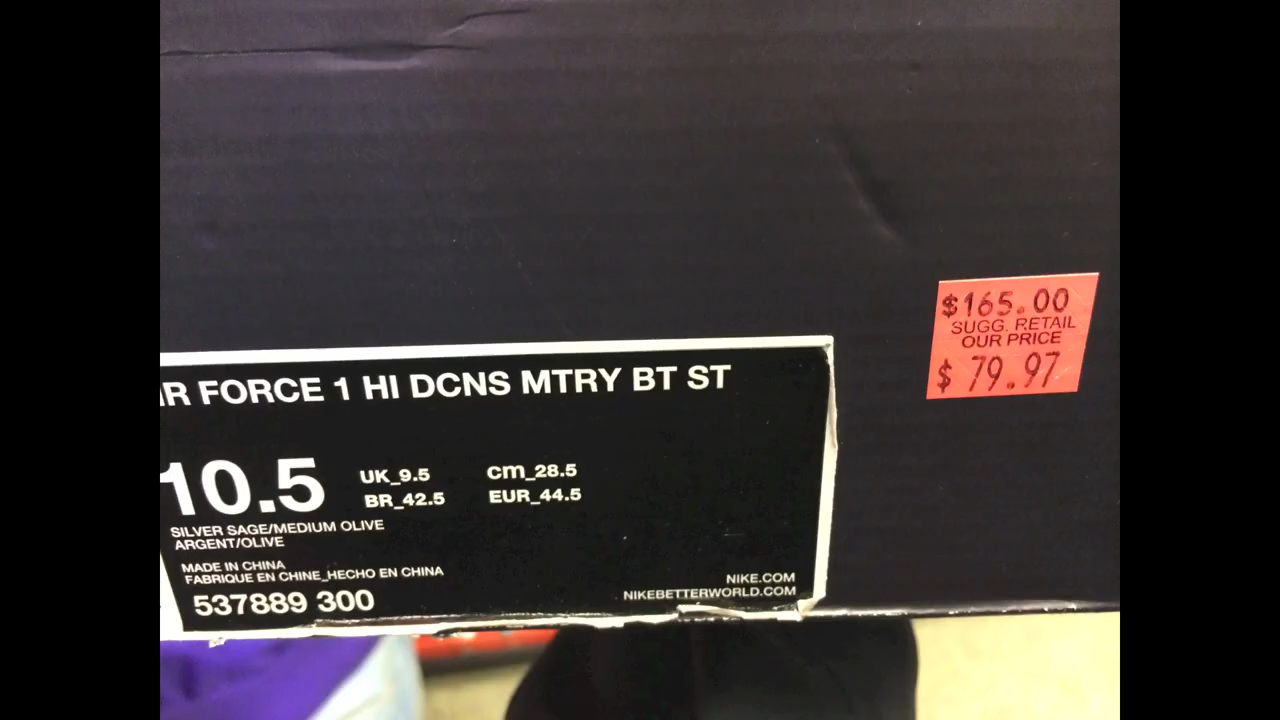 IR FORCE 1 HI DCNS MTRY BT ST
10.5
UK_9.5 cm_28.5
BR_42.5 EUR_44.5
SILVER SAGE/MEDIUM OLIVE
ARGENT/OLIVE
MADE IN CHINA
FABRIQUE EN CHINE_HECHO EN CHINA
537889 300
NIKE.COM
NIKEBETTERWORLD.COM
$165.00
SUGG. RETAIL
OUR PRICE
$ 79.97